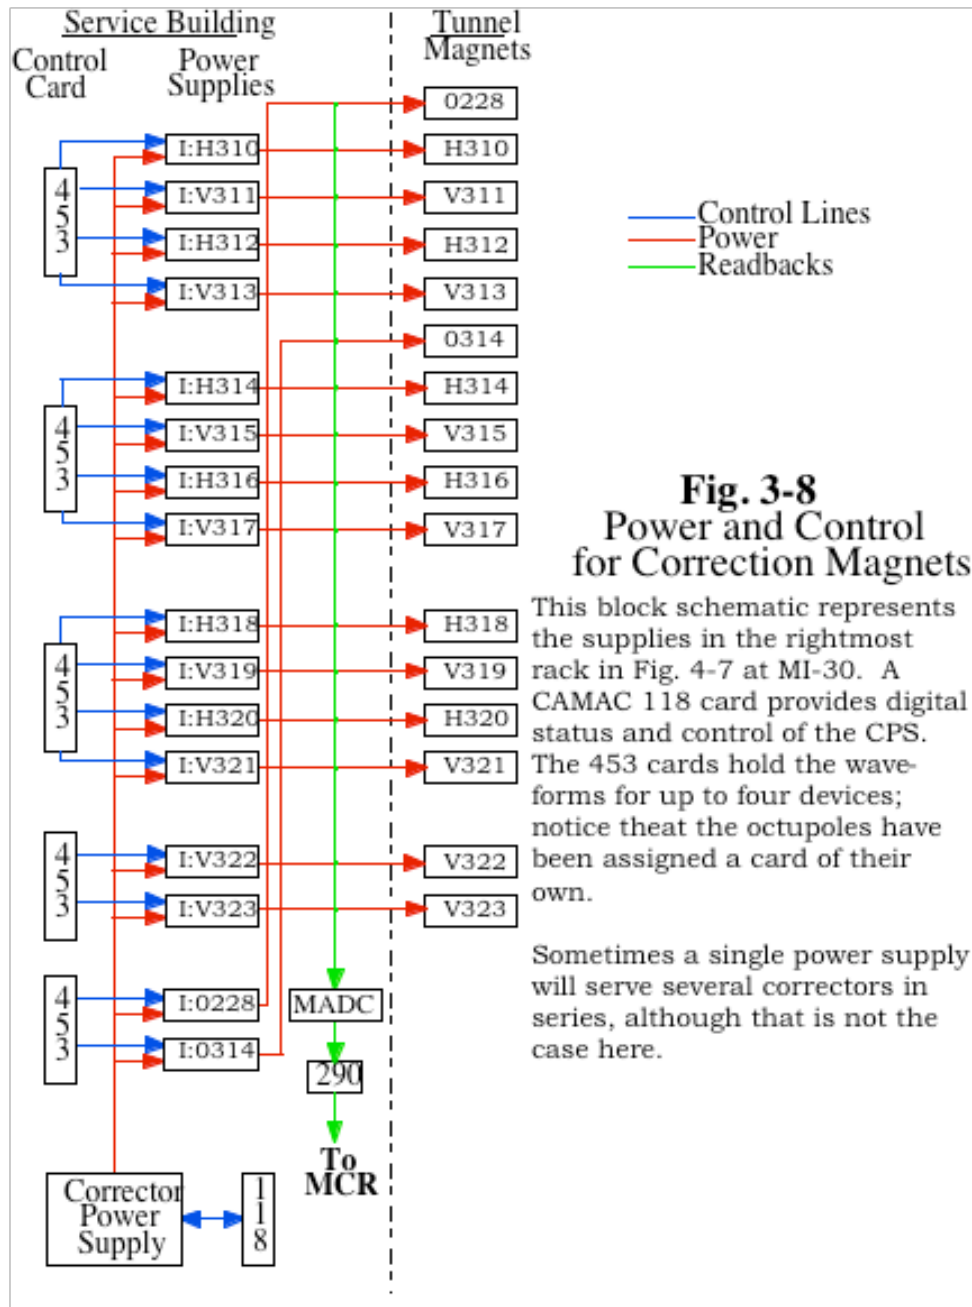 Service Building
Tunnel
Magnets
Control
Card
Power
Supplies
0228
I:H310
H310
4
5
3
I:V311
V311
I:H312
H312
I:V313
V313
0314
I:H314
H314
4
5
3
I:V315
V315
I:H316
H316
I:V317
V317
I:H318
H318
4
5
3
I:V319
V319
I:H320
H320
I:V321
V321
4
5
3
I:V322
V322
I:V323
V323
4
5
3
I:0228
I:0314
MADC
290
To
MCR
Corrector
Power
Supply
1
1
8
Control Lines
Power
Readbacks
Fig. 3-8
Power and Control
for Correction Magnets
This block schematic represents
the supplies in the rightmost
rack in Fig. 4-7 at MI-30.  A
CAMAC 118 card provides digital
status and control of the CPS.
The 453 cards hold the wave-
forms for up to four devices;
notice theat the octupoles have
been assigned a card of their
own.
Sometimes a single power supply
will serve several correctors in
series, although that is not the
case here.